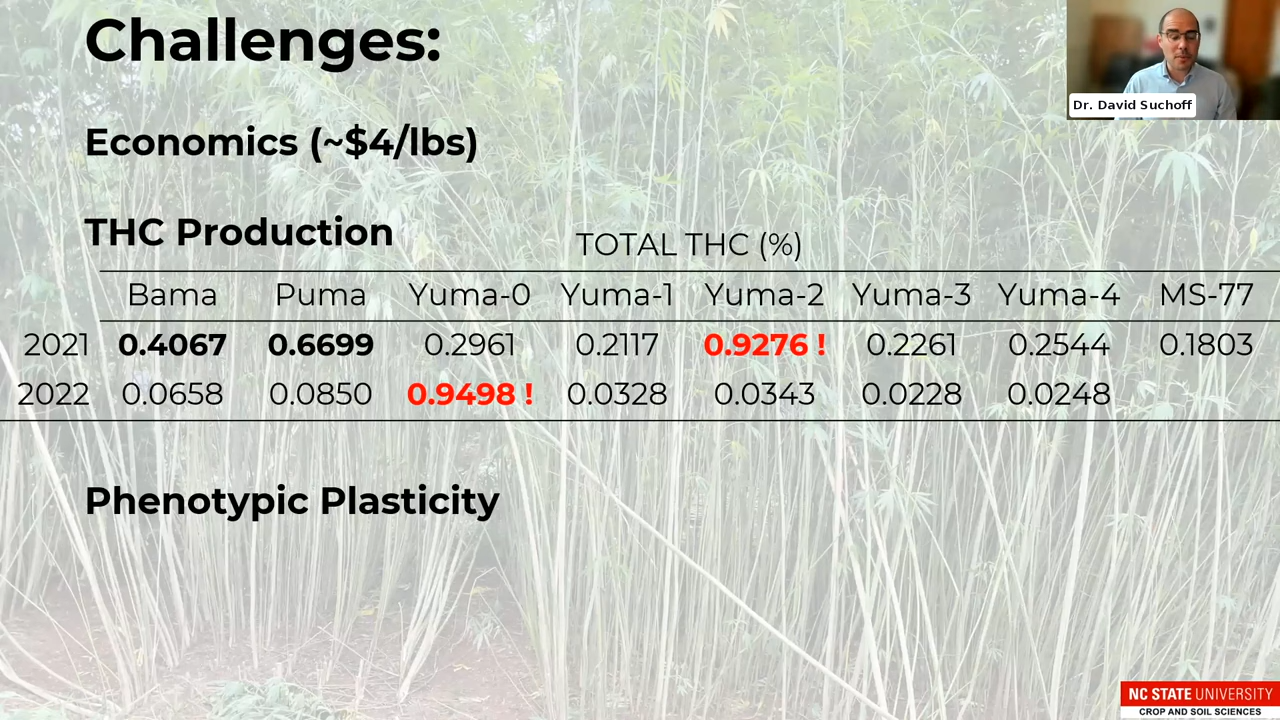 Challenges:
Dr. David Suchoff
Economics (~$4/lbs)
THC Production
TOTAL THC (%)
Bama Puma Yuma-0 Yuma-1 Yuma-2 Yuma-3 Yuma-4 MS-77
2021 0.4067 0.6699 0.2961 0.2117 0.9276 ! 0.2261 0.2544 0.1803
2022 0.0658 0.0850 0.9498 ! 0.0328 0.0343 0.0228 0.0248
Phenotypic Plasticity
NC STATE UNIVERSITY
CROP AND SOIL SCIENCES